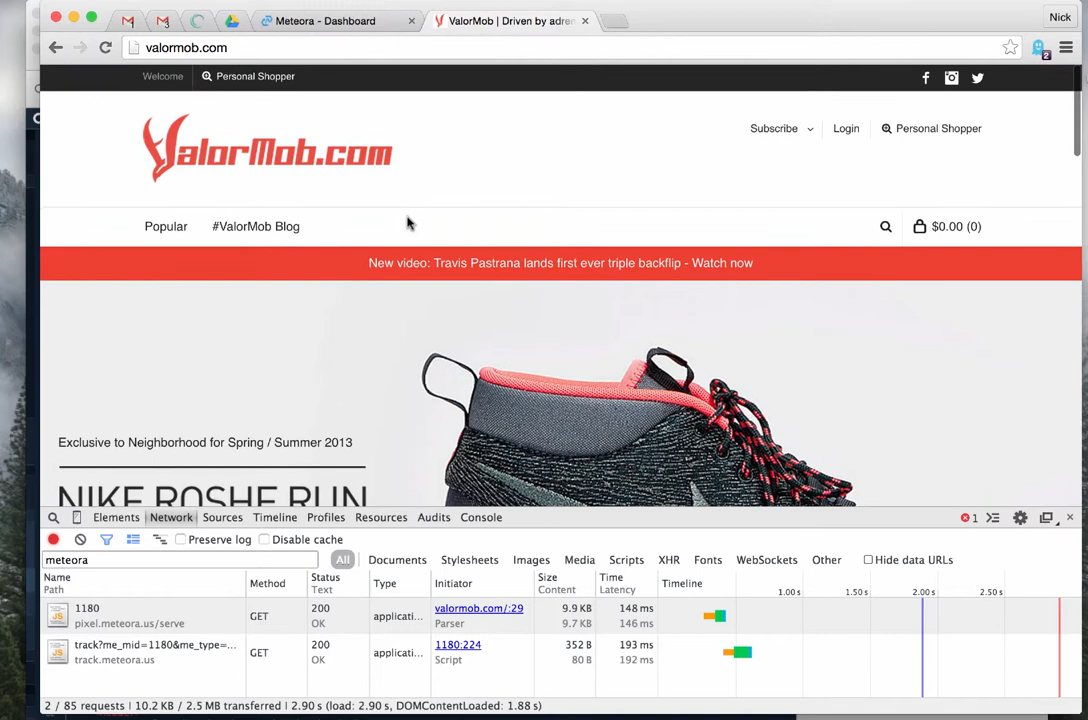 Meteora - Dashboard
ValorMob | Driven by adren
Nick
valormob.com
2
Welcome
Personal Shopper
ValorMob.com
Subscribe
Login
Personal Shopper
Popular
#ValorMob Blog
$0.00 (0)
New video: Travis Pastrana lands first ever triple backflip - Watch now
Exclusive to Neighborhood for Spring / Summer 2013
NIKE ROSHE RUN
Elements Network Sources Timeline Profiles Resources Audits Console
1
Preserve log
Disable cache
meteora
All Documents Stylesheets Images Media Scripts XHR Fonts WebSockets Other
Hide data URLs
Name Method Status Type Initiator Size Time Timeline
Path Text Content Latency
1.00 s 1.50 s 2.00 s 2.50 s
1180 GET 200 applicati... valormob.com/:29 9.9 KB 148 ms
pixel.meteora.us/serve OK Parser 9.7 KB 146 ms
track?me_mid=1180&me_type=... GET 200 applicati... 1180:224 352 B 193 ms
track.meteora.us OK Script 80 B 192 ms
2 / 85 requests | 10.2 KB / 2.5 MB transferred | 2.90 s (load: 2.90 s, DOMContentLoaded: 1.88 s)